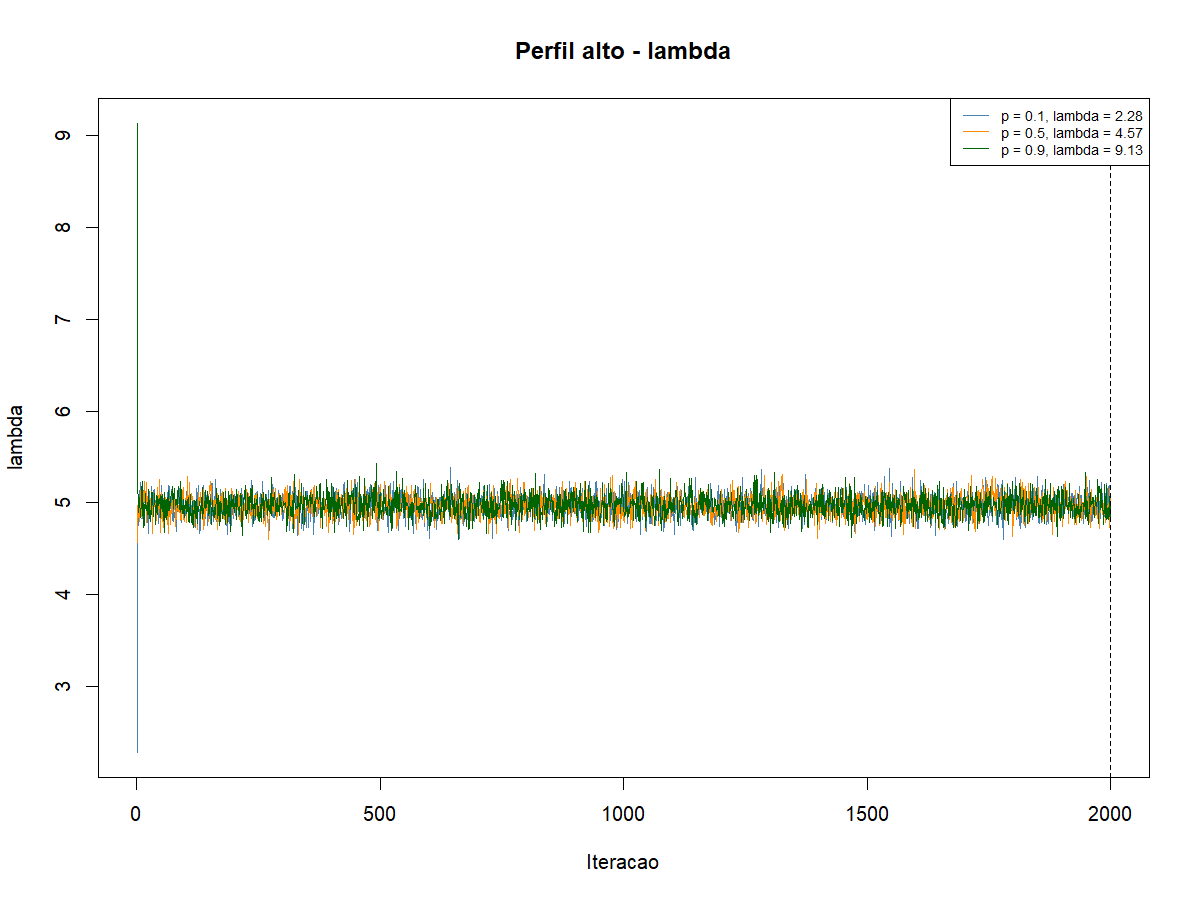 Perfil alto - lambda
p = 0.1, lambda = 2.28
p = 0.5, lambda = 4.57
p = 0.9, lambda = 9.13
9
8
7
6
5
4
3
lambda
0 500 1000 1500 2000
Iteracao